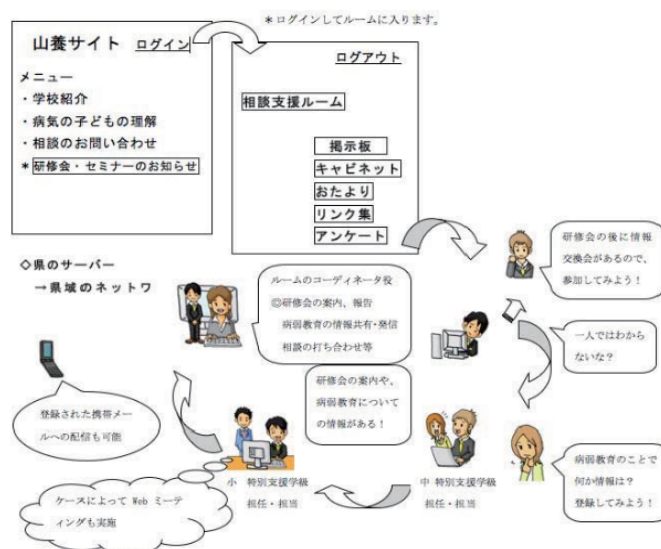 ＊ログインしてルームに入ります。
山養サイト ログイン
メニュー
・学校紹介
・病気の子どもの理解
・相談のお問い合わせ
＊研修会・セミナーのお知らせ
ログアウト
相談支援ルーム
掲示板
キャビネット
おたより
リンク集
アンケート
研修会の後に情報
交換会があるので、
参加してみよう！
◇県のサーバー
→県域のネットワ
ルームのコーディネータ役
◎研修会の案内、報告
病弱教育の情報共有・発信
相談の打ち合わせ等
一人ではわから
ないな？
研修会の案内や、
病弱教育について
の情報がある！
登録された携帯メー
ルへの配信も可能
小 特別支援学級
担任・担当
中 特別支援学級
担任・担当
病弱教育のことで
何か情報は？
登録してみよう！
ケースによって Web ミーテ
ィングも実施